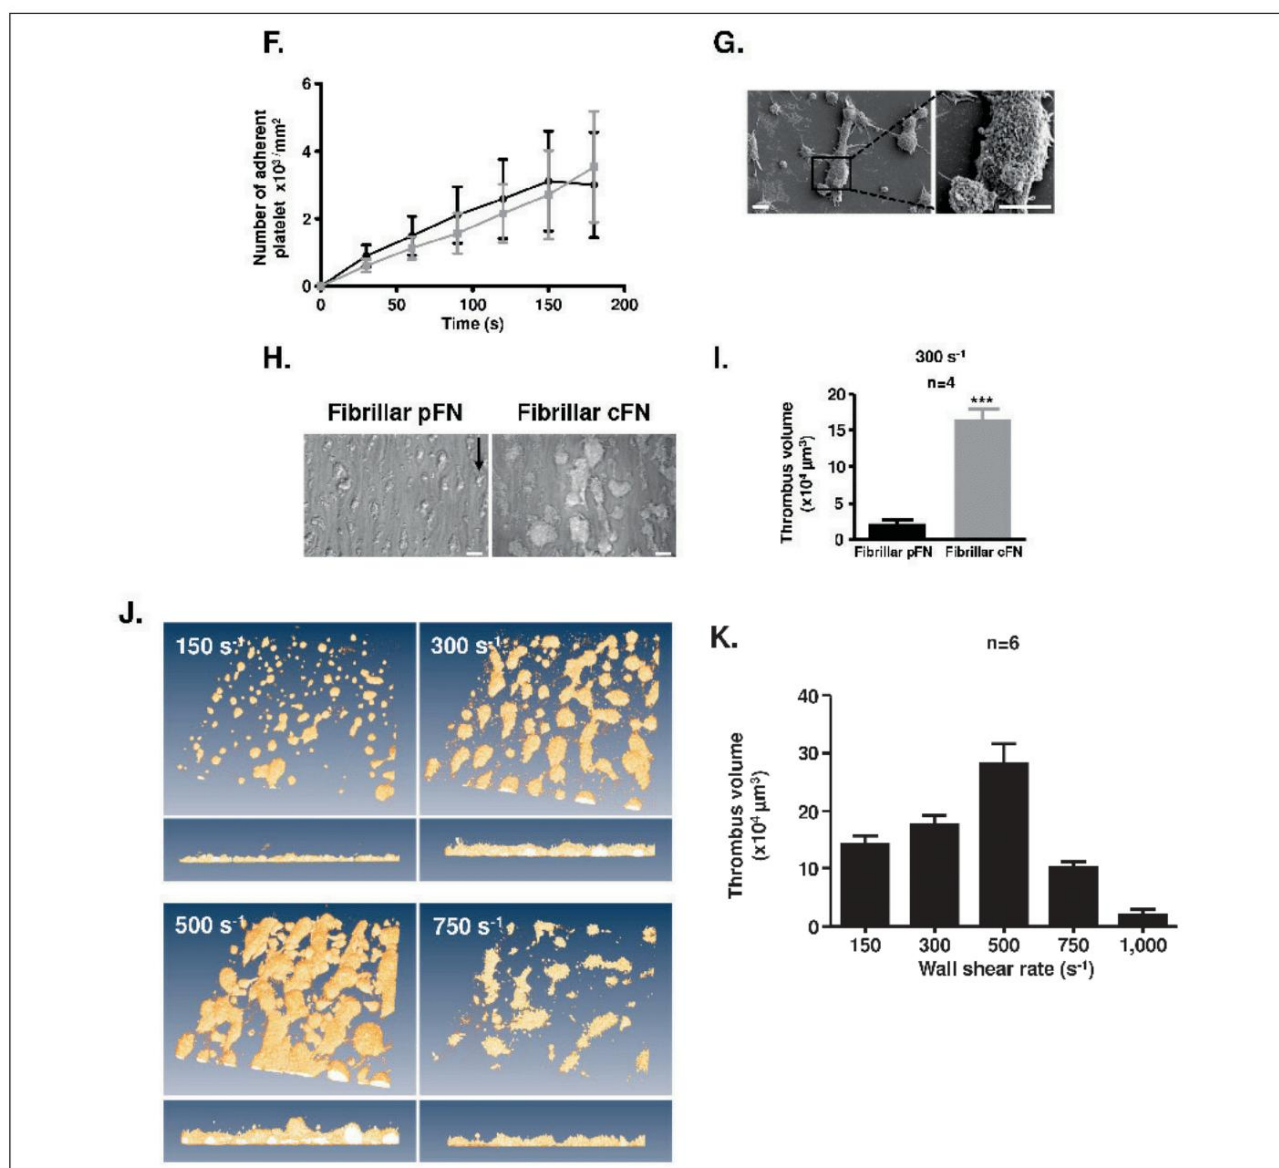 F.
Number of adherent
platelet x10³/mm²
6
4
2
0
0 50 100 150 200
Time (s)
G.
H.
Fibrillar pFN Fibrillar cFN
I.
300 s⁻¹
n=4
***
Thrombus volume
(x10⁴ µm³)
20
15
10
5
0
Fibrillar pFN Fibrillar cFN
J.
150 s⁻¹ 300 s⁻¹
500 s⁻¹ 750 s⁻¹
K.
n=6
Thrombus volume
(x10⁴ µm³)
40
30
20
10
0
150 300 500 750 1,000
Wall shear rate (s⁻¹)